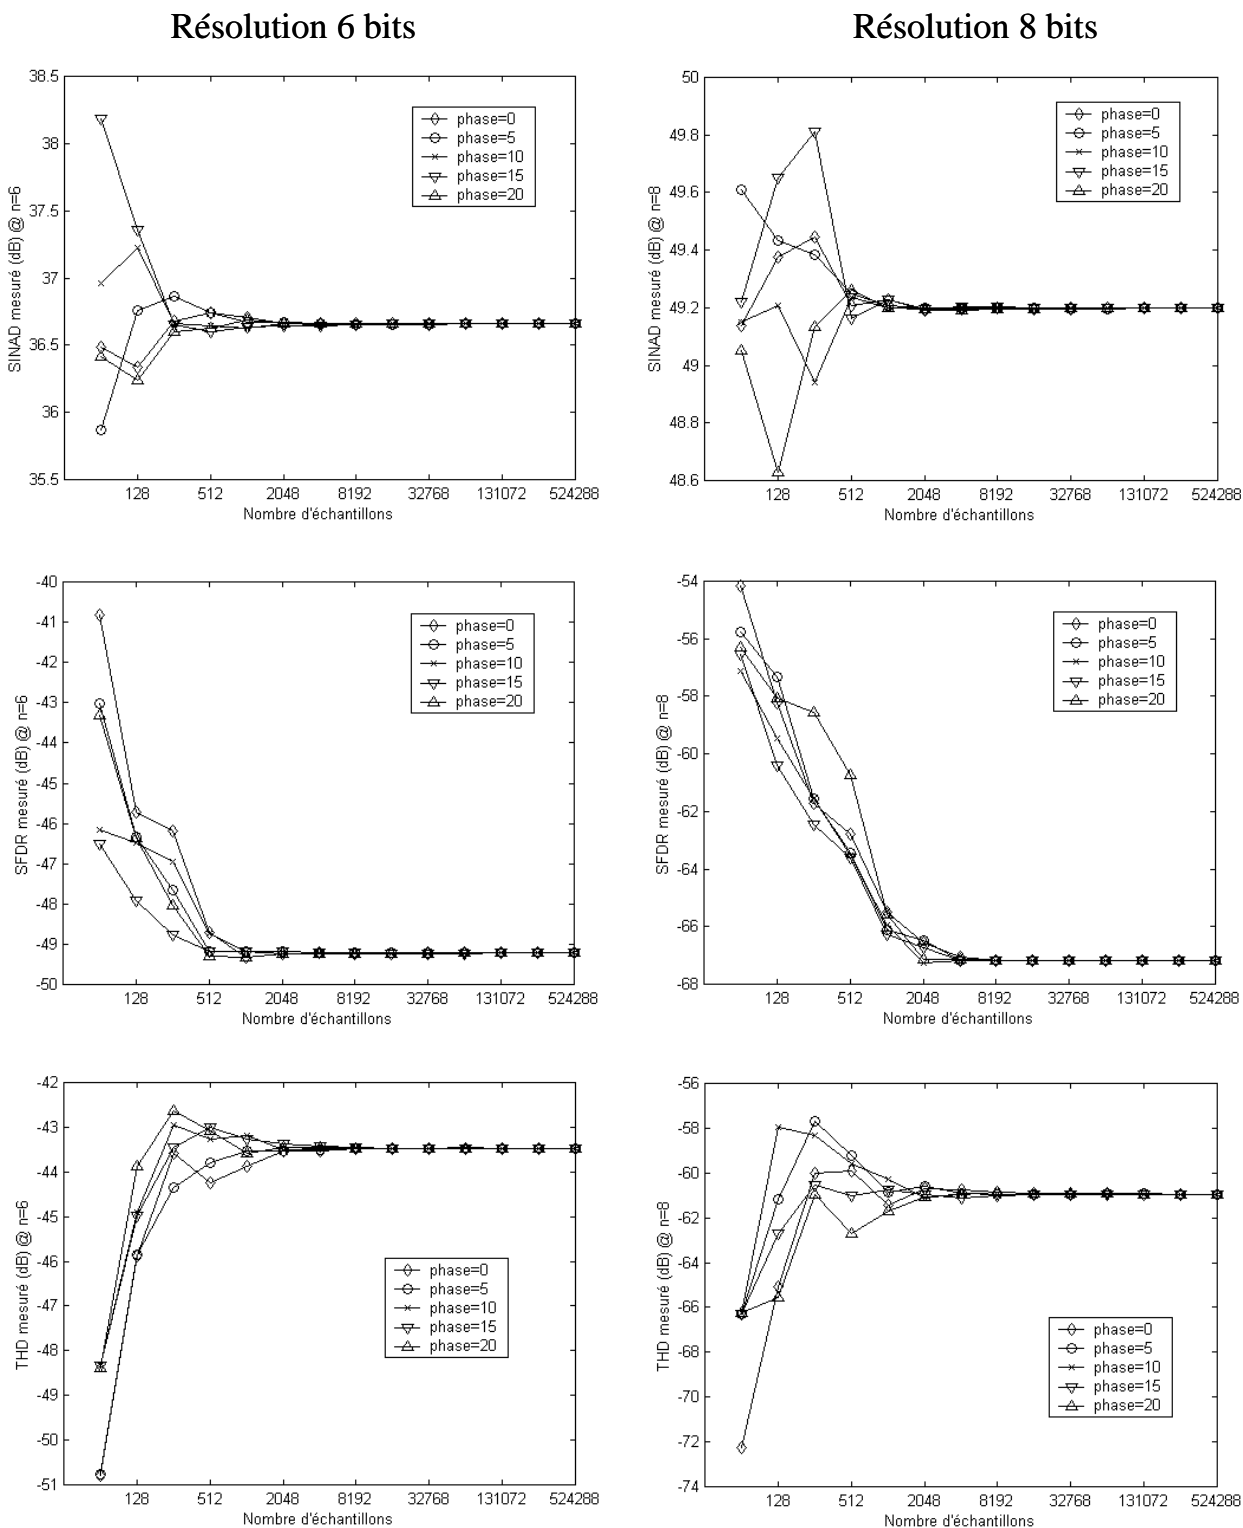 Résolution 6 bits
Résolution 8 bits
38.5
38
37.5
37
36.5
36
35.5
SINAD mesuré (dB) @ n=6
phase=0
phase=5
phase=10
phase=15
phase=20
128 512 2048 8192 32768 131072 524288
Nombre d'échantillons
50
49.8
49.6
49.4
49.2
49
48.8
48.6
SINAD mesuré (dB) @ n=8
phase=0
phase=5
phase=10
phase=15
phase=20
128 512 2048 8192 32768 131072 524288
Nombre d'échantillons
-40
-41
-42
-43
-44
-45
-46
-47
-48
-49
-50
SFDR mesuré (dB) @ n=6
phase=0
phase=5
phase=10
phase=15
phase=20
128 512 2048 8192 32768 131072 524288
Nombre d'échantillons
-54
-56
-58
-60
-62
-64
-66
-68
SFDR mesuré (dB) @ n=8
phase=0
phase=5
phase=10
phase=15
phase=20
128 512 2048 8192 32768 131072 524288
Nombre d'échantillons
-42
-43
-44
-45
-46
-47
-48
-49
-50
-51
THD mesuré (dB) @ n=6
phase=0
phase=5
phase=10
phase=15
phase=20
128 512 2048 8192 32768 131072 524288
Nombre d'échantillons
-56
-58
-60
-62
-64
-66
-68
-70
-72
-74
THD mesuré (dB) @ n=8
phase=0
phase=5
phase=10
phase=15
phase=20
128 512 2048 8192 32768 131072 524288
Nombre d'échantillons